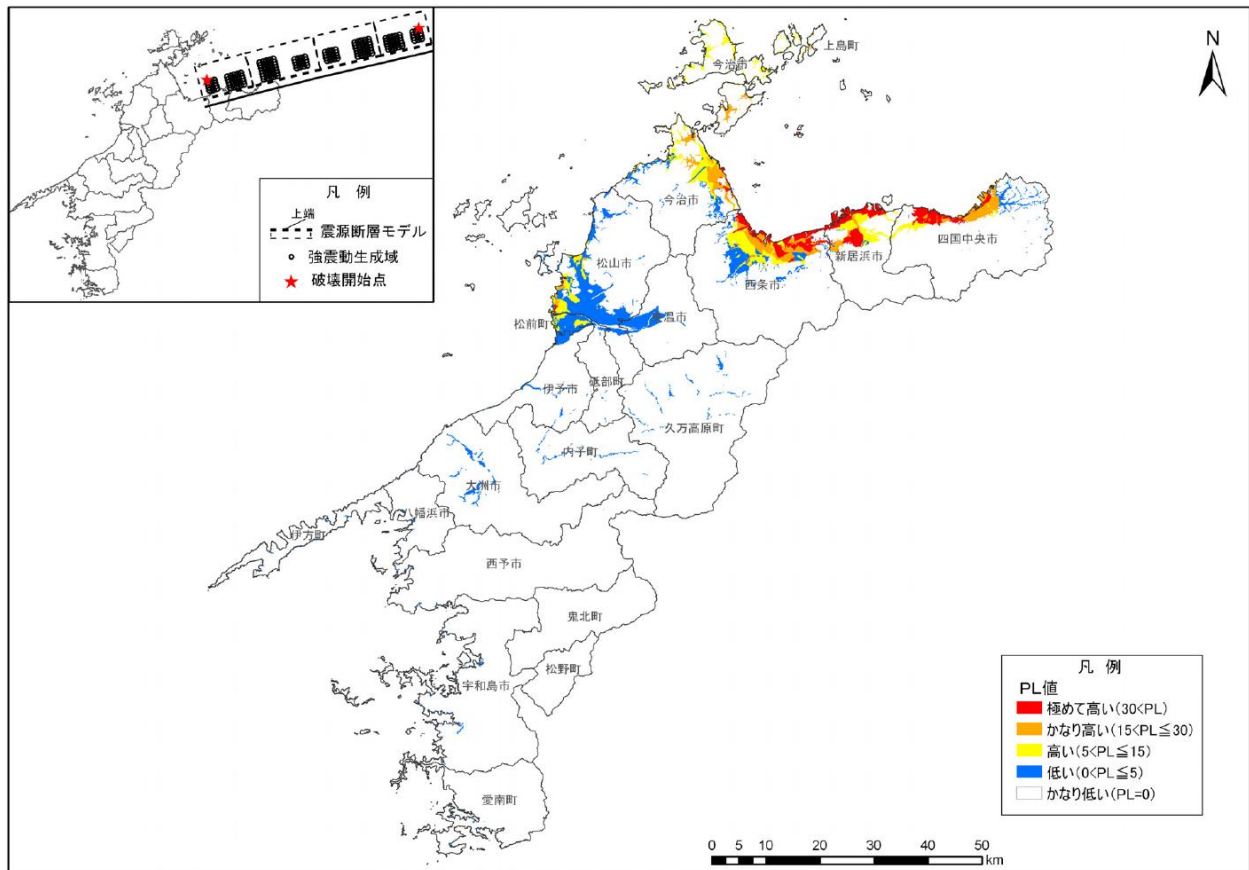 凡 例
上端
震源断層モデル
強震動生成域
破壊開始点
N
上島町
今治市
今治市
四国中央市
新居浜市
西条市
松山市
東温市
松前町
伊予市
砥部町
久万高原町
内子町
大洲市
八幡浜市
伊方町
西予市
鬼北町
松野町
宇和島市
愛南町
凡 例
PL値
極めて高い(30<PL)
かなり高い(15<PL≦30)
高い(5<PL≦15)
低い(0<PL≦5)
かなり低い(PL=0)
0 5 10 20 30 40 50
km